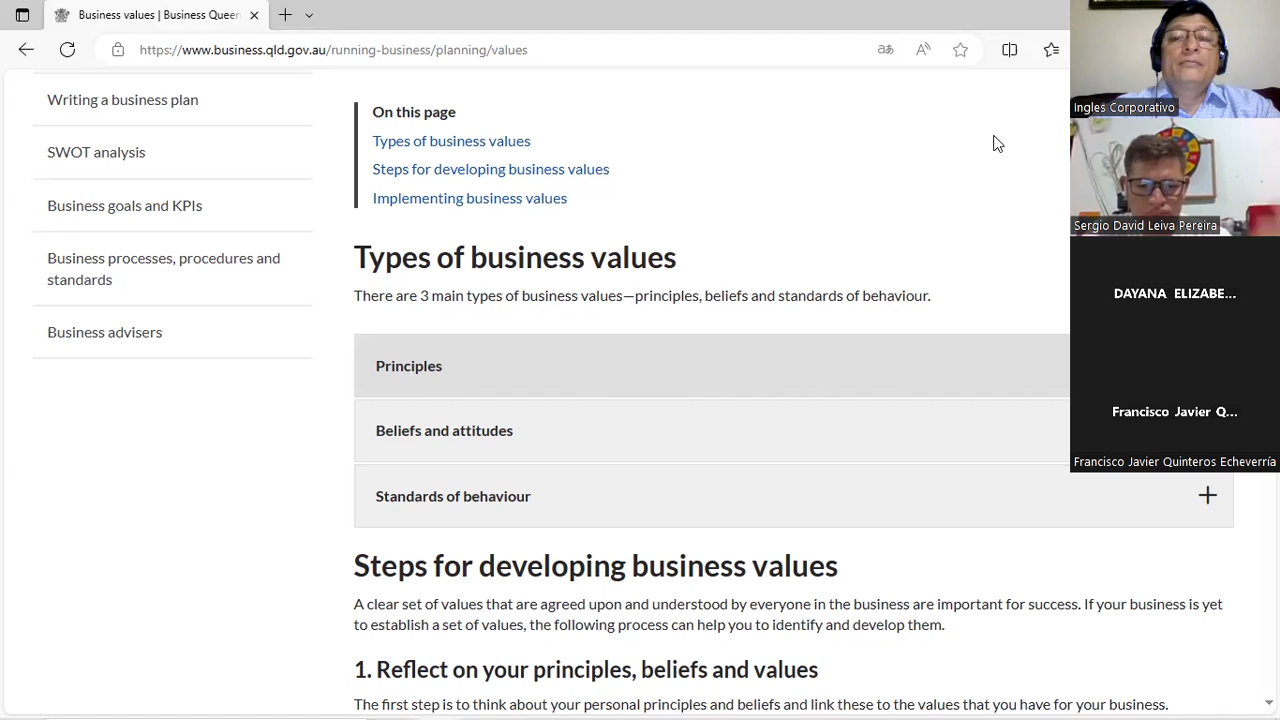 Business values | Business Queen
https://www.business.qld.gov.au/running-business/planning/values
Writing a business plan
SWOT analysis
Business goals and KPIs
Business processes, procedures and
standards
Business advisers
On this page
Types of business values
Steps for developing business values
Implementing business values
Types of business values
There are 3 main types of business values—principles, beliefs and standards of behaviour.
Principles
Beliefs and attitudes
Standards of behaviour
Steps for developing business values
A clear set of values that are agreed upon and understood by everyone in the business are important for success. If your business is yet
to establish a set of values, the following process can help you to identify and develop them.
1. Reflect on your principles, beliefs and values
The first step is to think about your personal principles and beliefs and link these to the values that you have for your business.
Ingles Corporativo
Sergio David Leiva Pereira
DAYANA ELIZABE...
Francisco Javier Q...
Francisco Javier Quinteros Echeverría